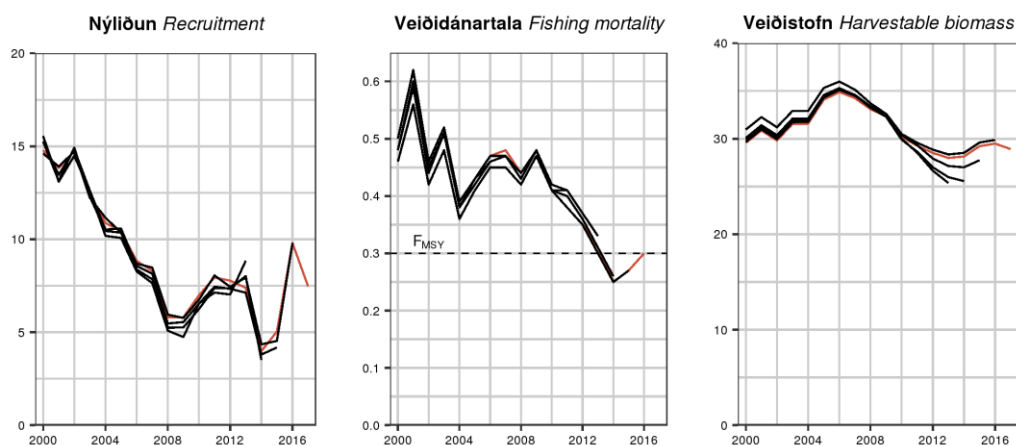 Nýliðun Recruitment
20
15
10
5
0
2000 2004 2008 2012 2016
Veiðidánartala Fishing mortality
0.6
0.5
0.4
0.3
0.2
0.1
0.0
FMSY
2000 2004 2008 2012 2016
Veiðistofn Harvestable biomass
40
30
20
10
0
2000 2004 2008 2012 2016